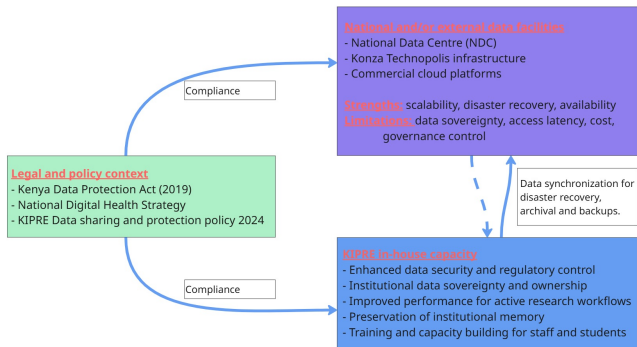 National and/or external data facilities
- National Data Centre (NDC)
- Konza Technopolis infrastructure
- Commercial cloud platforms
Strengths: scalability, disaster recovery, availability
Limitations: data sovereignty, access latency, cost,
governance control
Compliance
Legal and policy context
- Kenya Data Protection Act (2019)
- National Digital Health Strategy
- KIPRE Data sharing and protection policy 2024
Data synchronization for
disaster recovery,
archival and backups.
Compliance
KIPRE in-house capacity
- Enhanced data security and regulatory control
- Institutional data sovereignty and ownership
- Improved performance for active research workflows
- Preservation of institutional memory
- Training and capacity building for staff and students